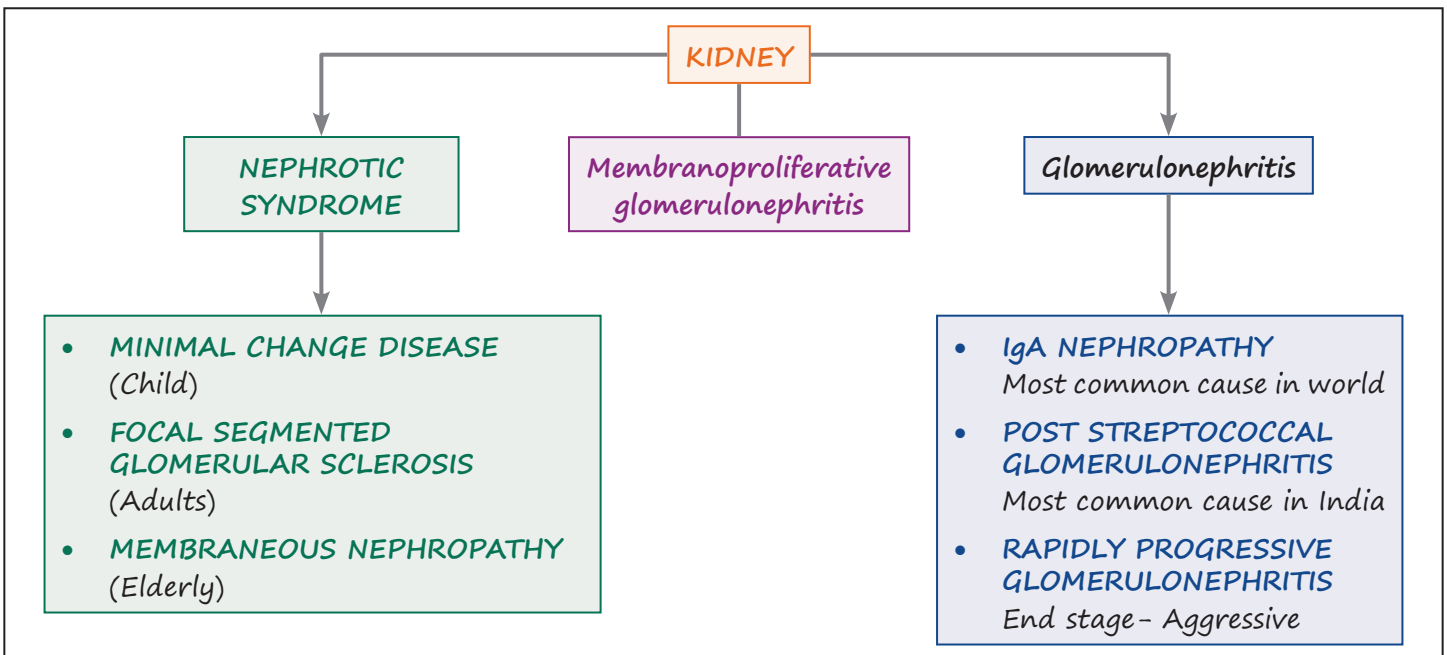 KIDNEY
NEPHROTIC
SYNDROME
Membranoproliferative
glomerulonephritis
Glomerulonephritis
• MINIMAL CHANGE DISEASE
(Child)
• FOCAL SEGMENTED
GLOMERULAR SCLEROSIS
(Adults)
• MEMBRANEOUS NEPHROPATHY
(Elderly)
• IgA NEPHROPATHY
Most common cause in world
• POST STREPTOCOCCAL
GLOMERULONEPHRITIS
Most common cause in India
• RAPIDLY PROGRESSIVE
GLOMERULONEPHRITIS
End stage- Aggressive